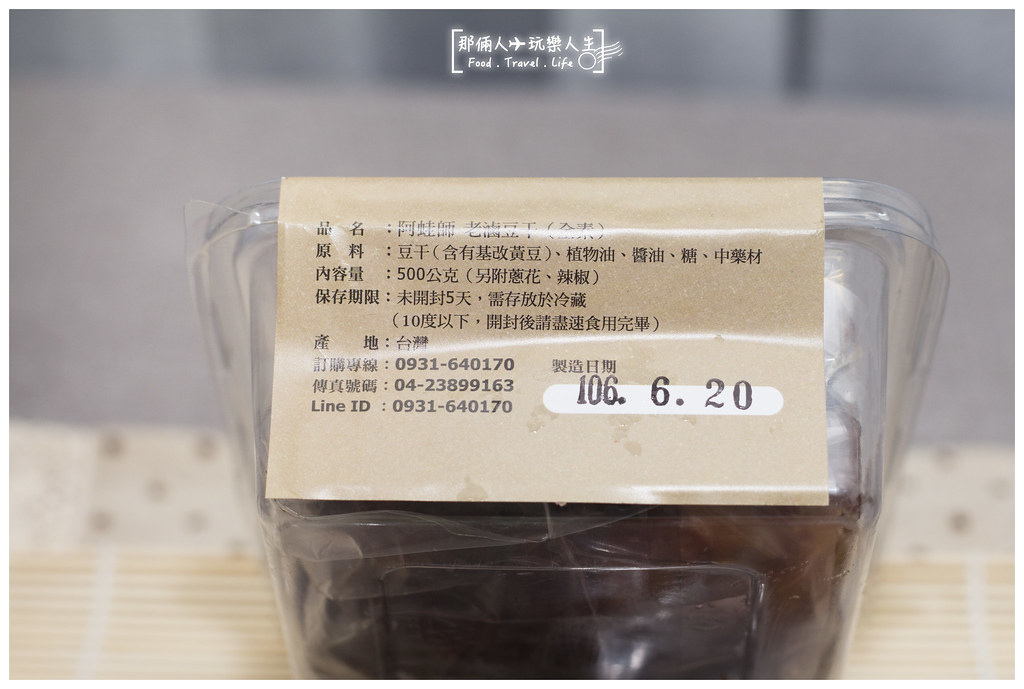 那倆人✈玩樂人生
Food . Travel . Life
品 名 ：阿蛙師 老滷豆干（全素）
原 料 ：豆干（含有基改黃豆）、植物油、醬油、糖、中藥材
內容量 ：500公克（另附蔥花、辣椒）
保存期限：未開封5天，需存放於冷藏
（10度以下，開封後請盡速食用完畢）
產 地：台灣
訂購專線：0931-640170
傳真號碼：04-23899163
Line ID ：0931-640170
製造日期
106. 6. 20